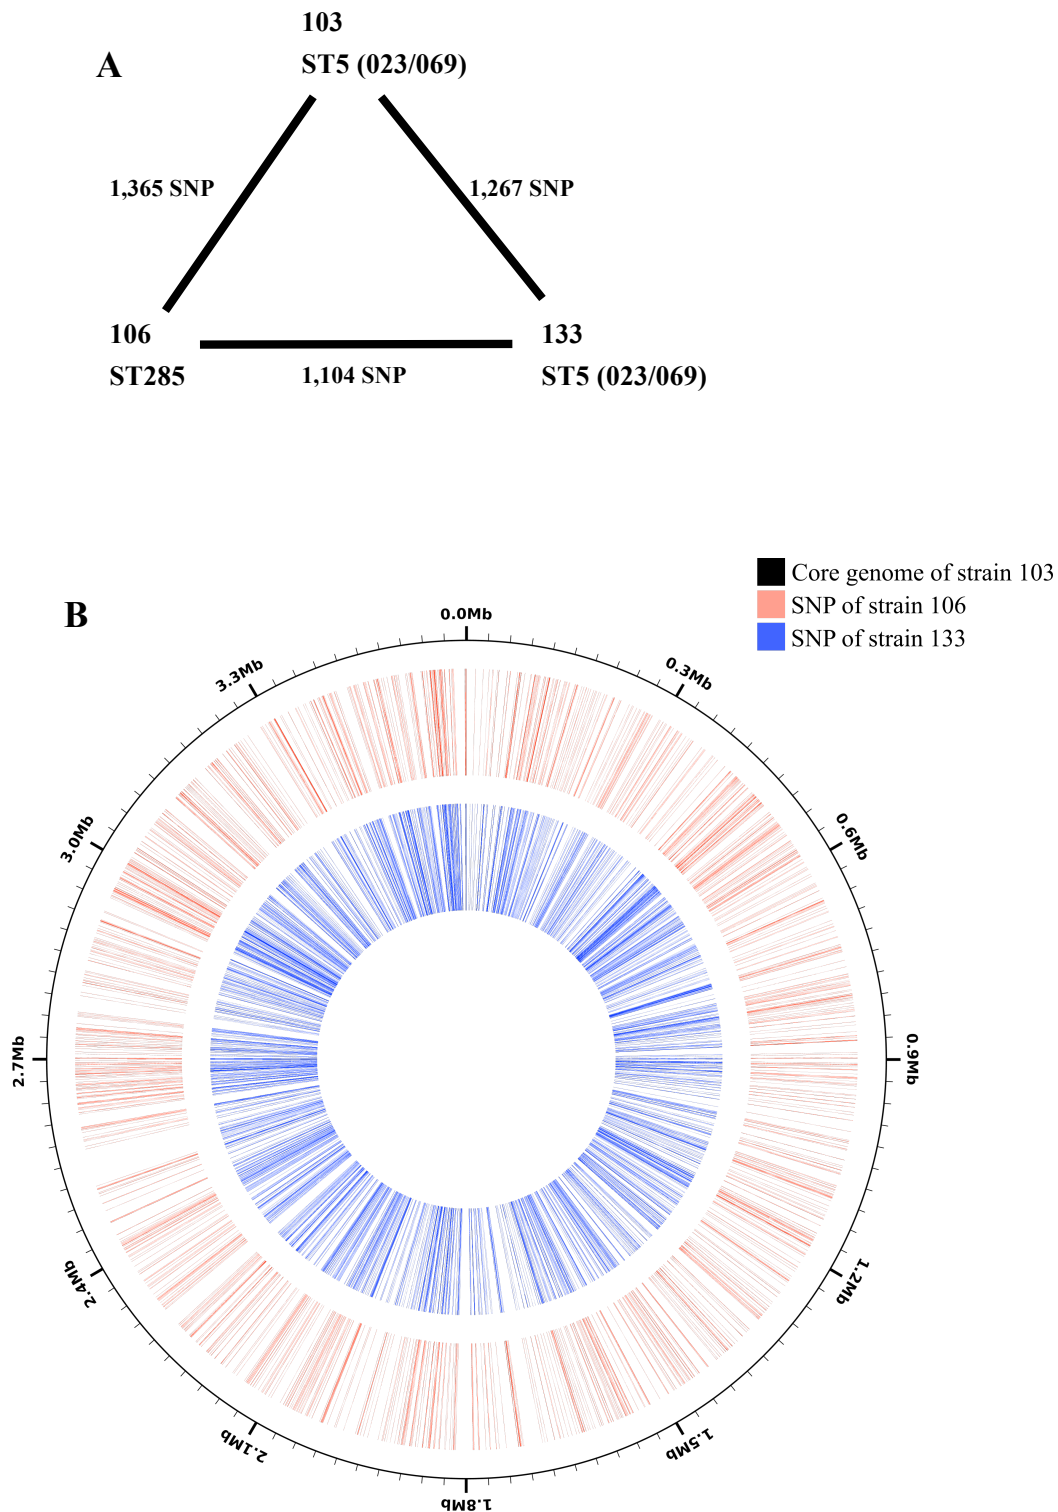 103
ST5 (023/069)
A
1,365 SNP
1,267 SNP
106
133
ST285
1,104 SNP
ST5 (023/069)
Core genome of strain 103
SNP of strain 106
SNP of strain 133
B
0.0Mb
0.3Mb
0.6Mb
0.9Mb
1.2Mb
1.5Mb
1.8Mb
2.1Mb
2.4Mb
2.7Mb
3.0Mb
3.3Mb